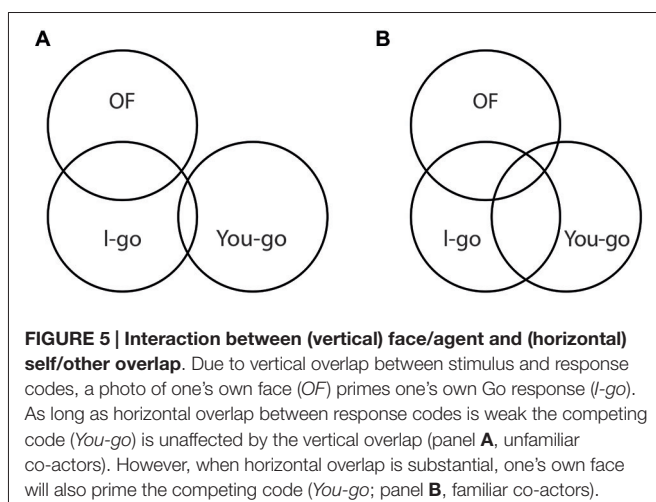 A
B
OF
OF
I-go
You-go
I-go
You-go
FIGURE 5 | Interaction between (vertical) face/agent and (horizontal)
self/other overlap. Due to vertical overlap between stimulus and response
codes, a photo of one's own face (OF) primes one's own Go response (I-go).
As long as horizontal overlap between response codes is weak the competing
code (You-go) is unaffected by the vertical overlap (panel A, unfamiliar
co-actors). However, when horizontal overlap is substantial, one's own face
will also prime the competing code (You-go; panel B, familiar co-actors).